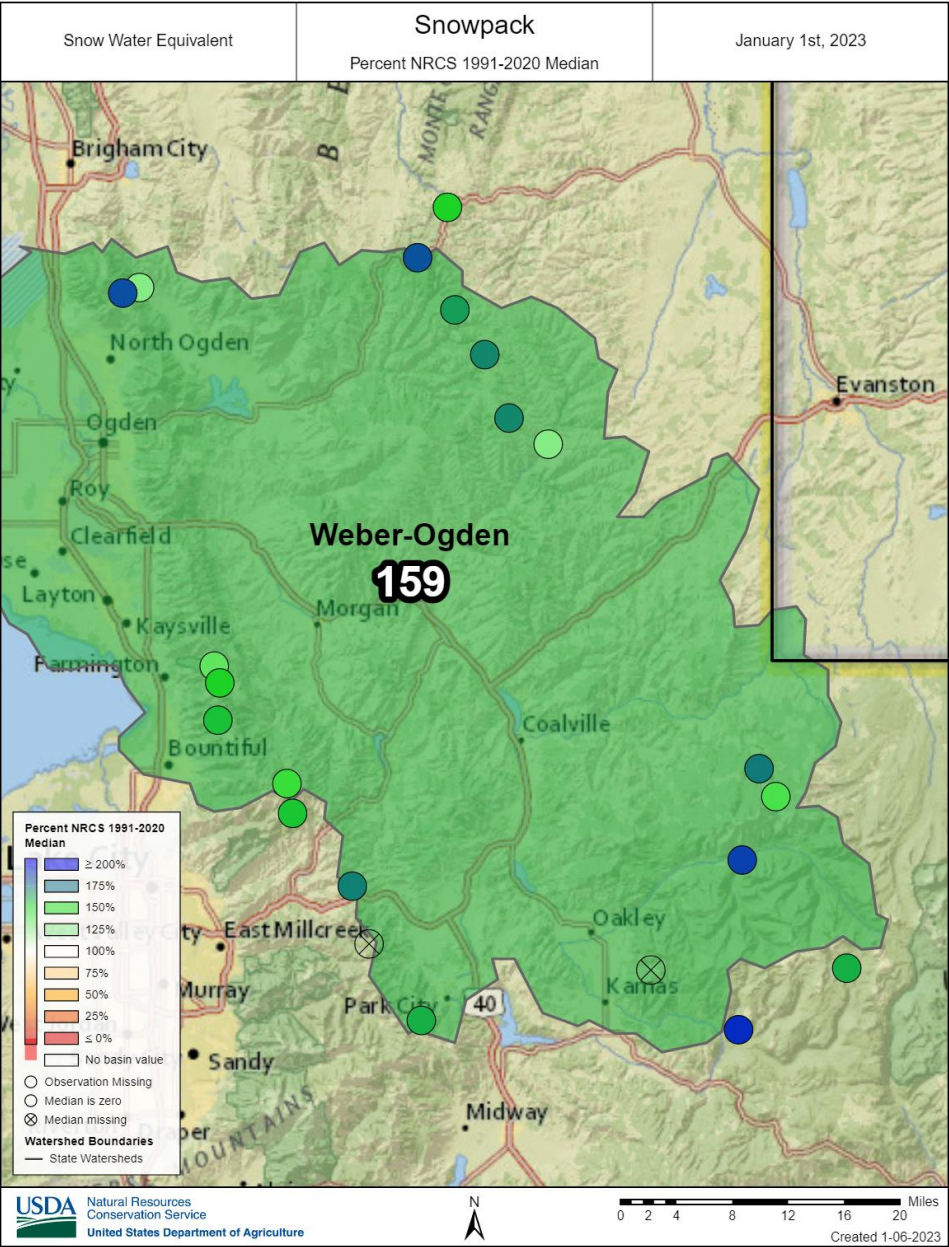 Snow Water Equivalent
Snowpack
Percent NRCS 1991-2020 Median
January 1st, 2023
B
E
MONTE
RANG
Brigham City
North Ogden
Evanston
Ogden
Roy
Clearfield
Weber-Ogden
159
Layton
Morgan
Kaysville
Farmington
Coalville
Bountiful
Oakley
East Millcreek
Kamas
Park City
40
Murray
Sandy
Midway
Draper
MOUNTAINS
Percent NRCS 1991-2020
Median
≥ 200%
175%
150%
125%
100%
75%
50%
25%
≤ 0%
No basin value
Observation Missing
Median is zero
Median missing
Watershed Boundaries
State Watersheds
USDA
Natural Resources
Conservation Service
United States Department of Agriculture
N
Miles
0 2 4 8 12 16 20
Created 1-06-2023